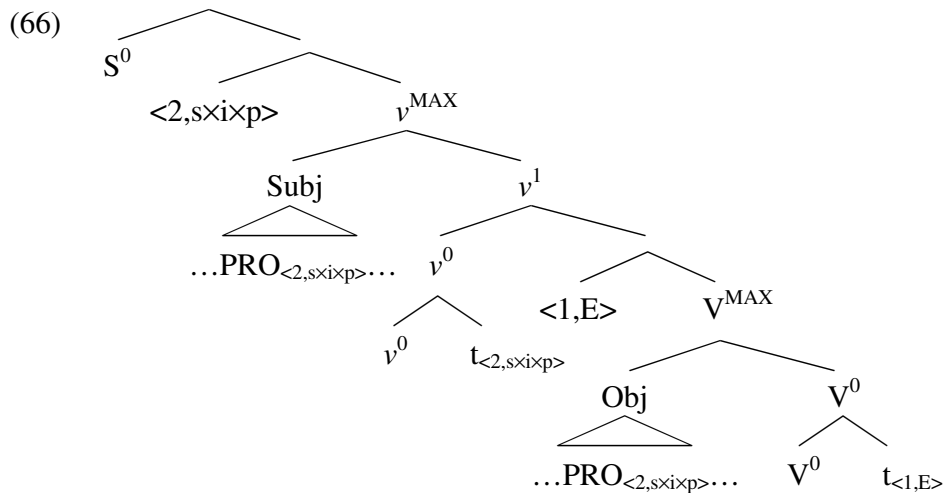 (66)
S⁰
<2,s×i×p> vᴹᴬˣ
Subj v¹
…PRO<2,s×i×p>… v⁰ <1,E> Vᴹᴬˣ
v⁰ t<2,s×i×p>
Obj V⁰
…PRO<2,s×i×p>… V⁰ t<1,E>